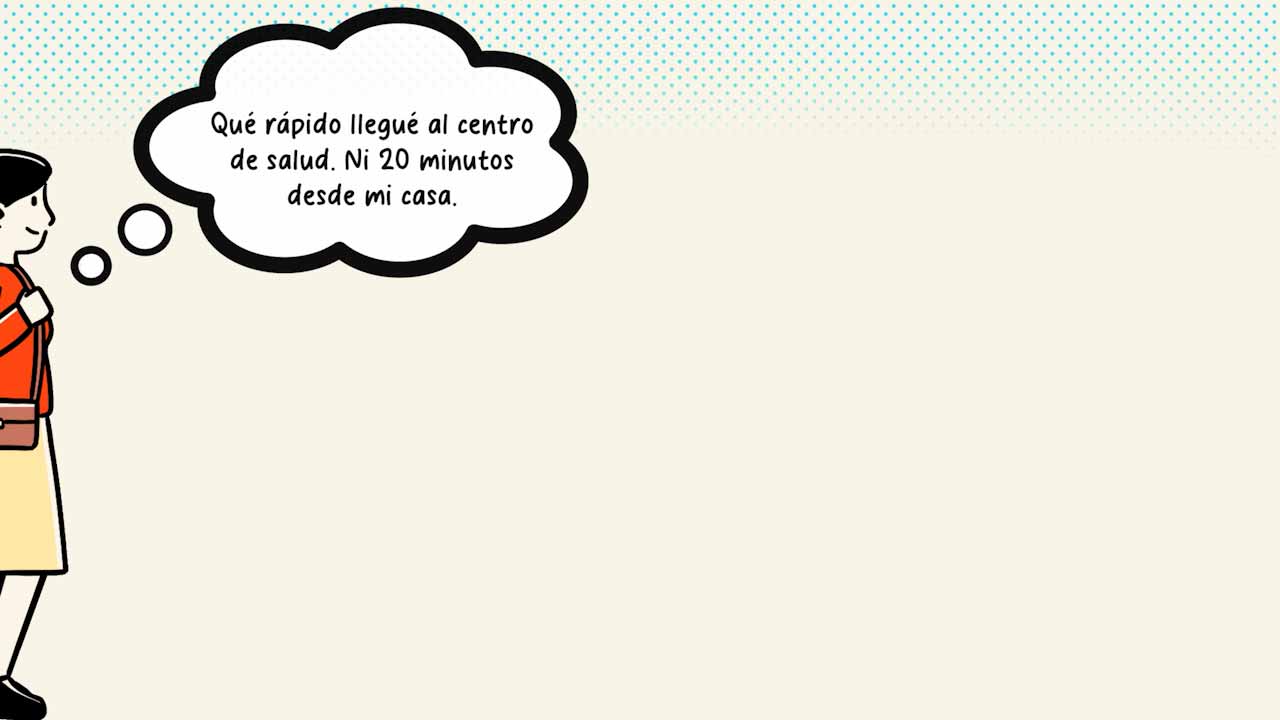 Qué rápido llegué al centro
de salud. Ni 20 minutos
desde mi casa.